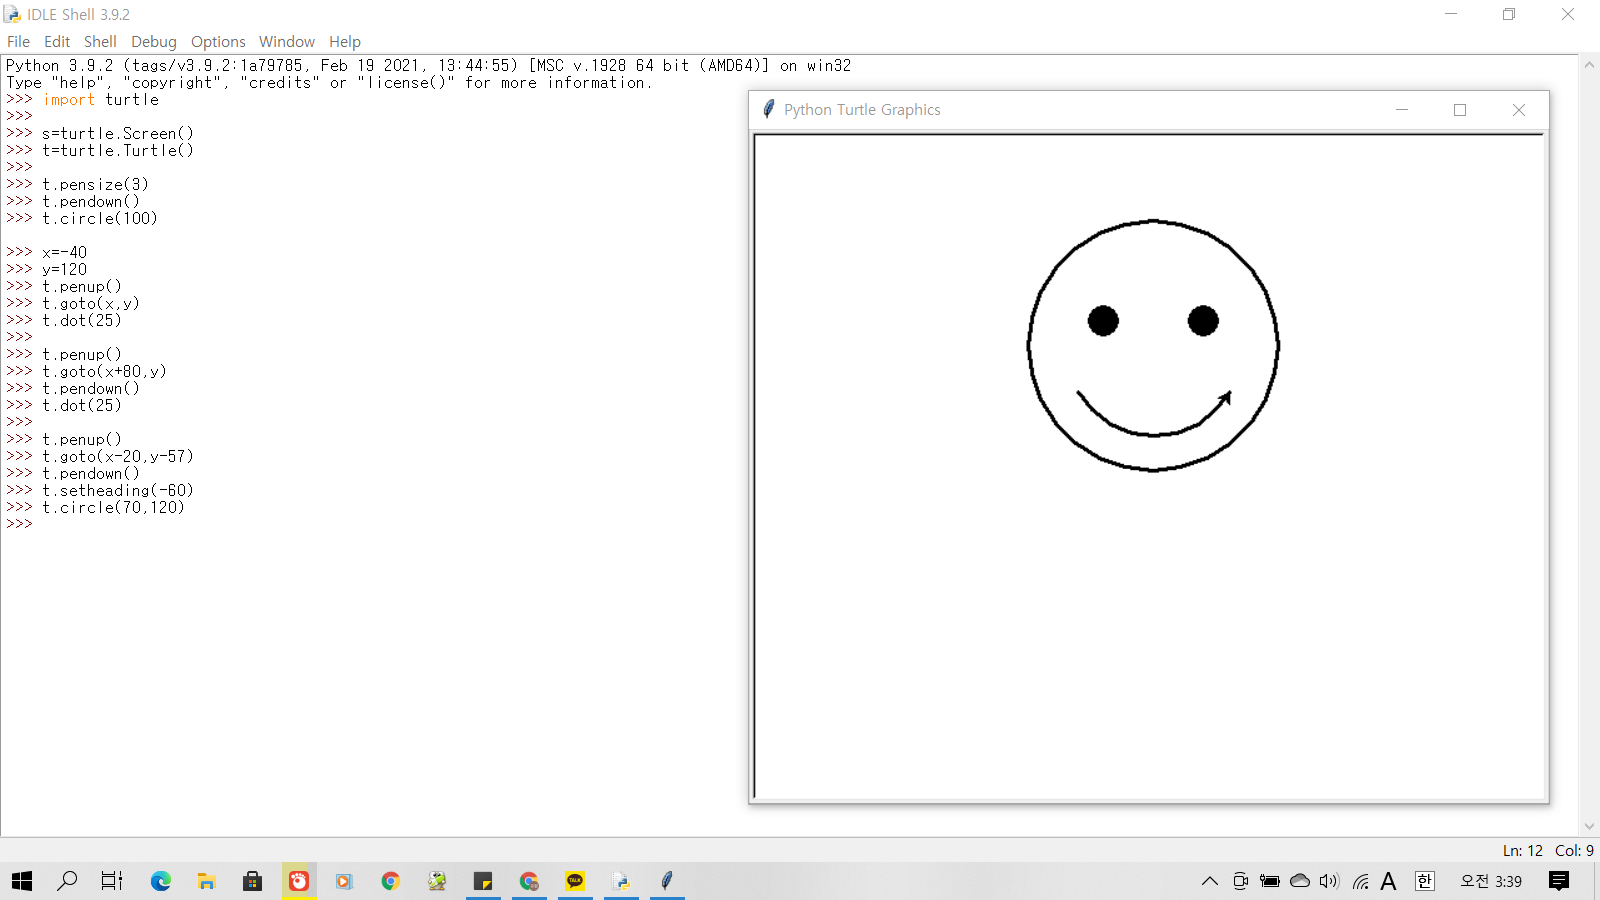 IDLE Shell 3.9.2
File Edit Shell Debug Options Window Help
Python 3.9.2 (tags/v3.9.2:1a79785, Feb 19 2021, 13:44:55) [MSC v.1928 64 bit (AMD64)] on win32
Type "help", "copyright", "credits" or "license()" for more information.
>>> import turtle
>>>
>>> s=turtle.Screen()
>>> t=turtle.Turtle()
>>>
>>> t.pensize(3)
>>> t.pendown()
>>> t.circle(100)
>>> x=-40
>>> y=120
>>> t.penup()
>>> t.goto(x,y)
>>> t.dot(25)
>>>
>>> t.penup()
>>> t.goto(x+80,y)
>>> t.pendown()
>>> t.dot(25)
>>>
>>> t.penup()
>>> t.goto(x-20,y-57)
>>> t.pendown()
>>> t.setheading(-60)
>>> t.circle(70,120)
>>>
Python Turtle Graphics
Ln: 12 Col: 9
TALK
A 한 오전 3:39